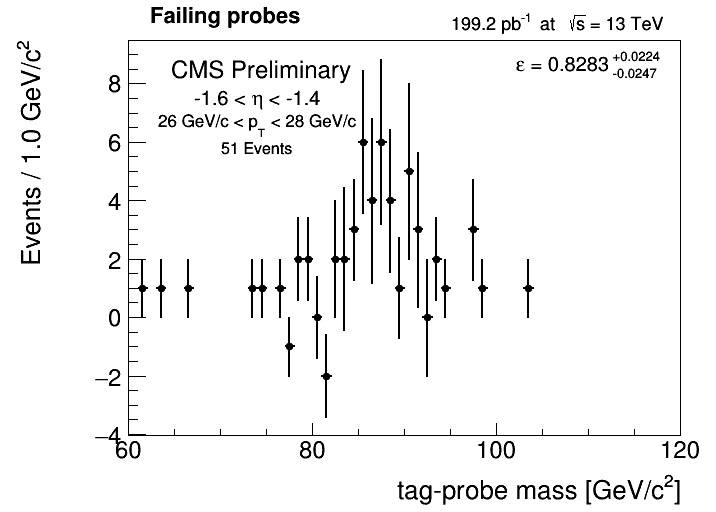 Failing probes
199.2 pb⁻¹ at √s = 13 TeV
CMS Preliminary
ε = 0.8283 +0.0224 -0.0247
-1.6 < η < -1.4
26 GeV/c < p_T < 28 GeV/c
51 Events
Events / 1.0 GeV/c²
8
6
4
2
0
−2
−4
60 80 100 120
tag-probe mass [GeV/c²]